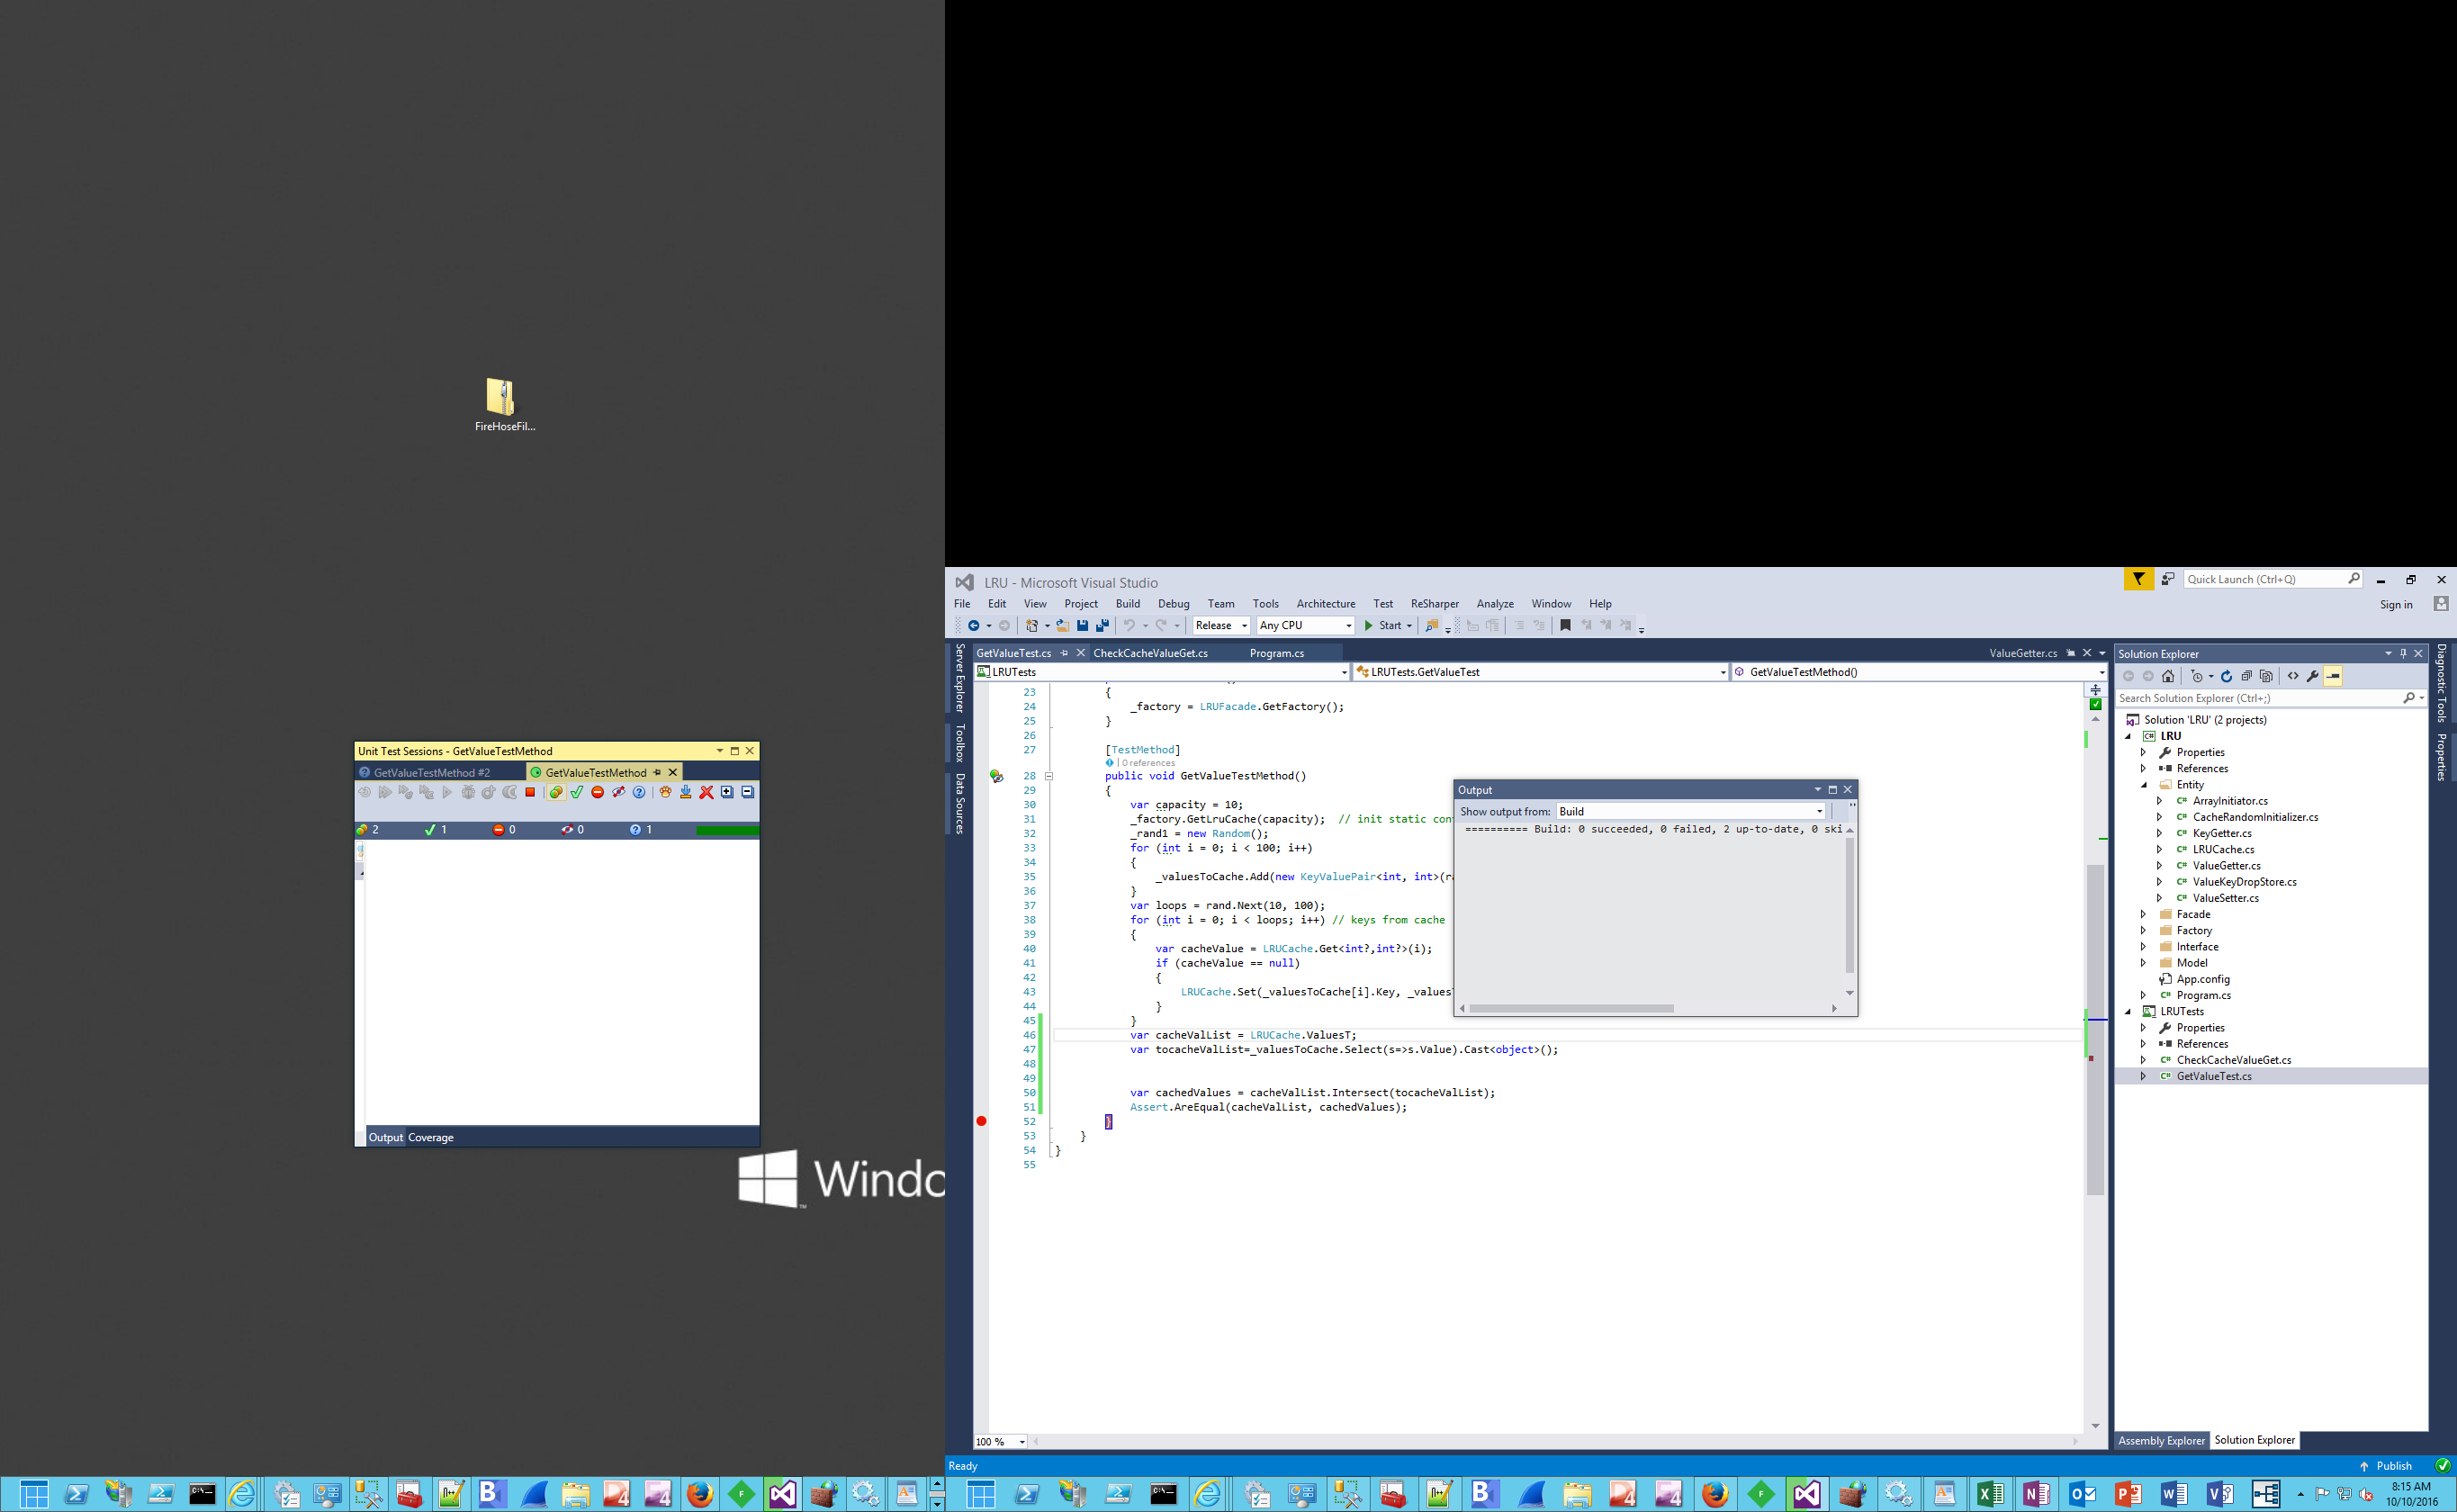 FireHoseFil...
Unit Test Sessions - GetValueTestMethod
GetValueTestMethod #2
GetValueTestMethod
2
1
0
0
1
Output Coverage
Windo
LRU - Microsoft Visual Studio
Quick Launch (Ctrl+Q)
File Edit View Project Build Debug Team Tools Architecture Test ReSharper Analyze Window Help
Sign in
Release
Any CPU
Start
Server Explorer
Toolbox
Data Sources
GetValueTest.cs
CheckCacheValueGet.cs
Program.cs
ValueGetter.cs
LRUTests
LRUTests.GetValueTest
GetValueTestMethod()
23 {
24 _factory = LRUFacade.GetFactory();
25 }
26
27 [TestMethod]
0 references
28 public void GetValueTestMethod()
29 {
30 var capacity = 10;
31 _factory.GetLruCache(capacity); // init static con
32 _rand1 = new Random();
33 for (int i = 0; i < 100; i++)
34 {
35 _valuesToCache.Add(new KeyValuePair<int, int>(ra
36 }
37 var loops = rand.Next(10, 100);
38 for (int i = 0; i < loops; i++) // keys from cache
39 {
40 var cacheValue = LRUCache.Get<int?,int?>(i);
41 if (cacheValue == null)
42 {
43 LRUCache.Set(_valuesToCache[i].Key, _values
44 }
45 }
46 var cacheValList = LRUCache.ValuesT;
47 var tocacheValList=_valuesToCache.Select(s=>s.Value).Cast<object>();
48
49
50 var cachedValues = cacheValList.Intersect(tocacheValList);
51 Assert.AreEqual(cacheValList, cachedValues);
52 }
53 }
54 }
55
100 %
Output
Show output from: Build
========== Build: 0 succeeded, 0 failed, 2 up-to-date, 0 ski
Solution Explorer
Search Solution Explorer (Ctrl+;)
Solution 'LRU' (2 projects)
LRU
Properties
References
Entity
ArrayInitiator.cs
CacheRandomInitializer.cs
KeyGetter.cs
LRUCache.cs
ValueGetter.cs
ValueKeyDropStore.cs
ValueSetter.cs
Facade
Factory
Interface
Model
App.config
Program.cs
LRUTests
Properties
References
CheckCacheValueGet.cs
GetValueTest.cs
Assembly Explorer Solution Explorer
Diagnostic Tools
Properties
Ready
Publish
8:15 AM
10/10/2016